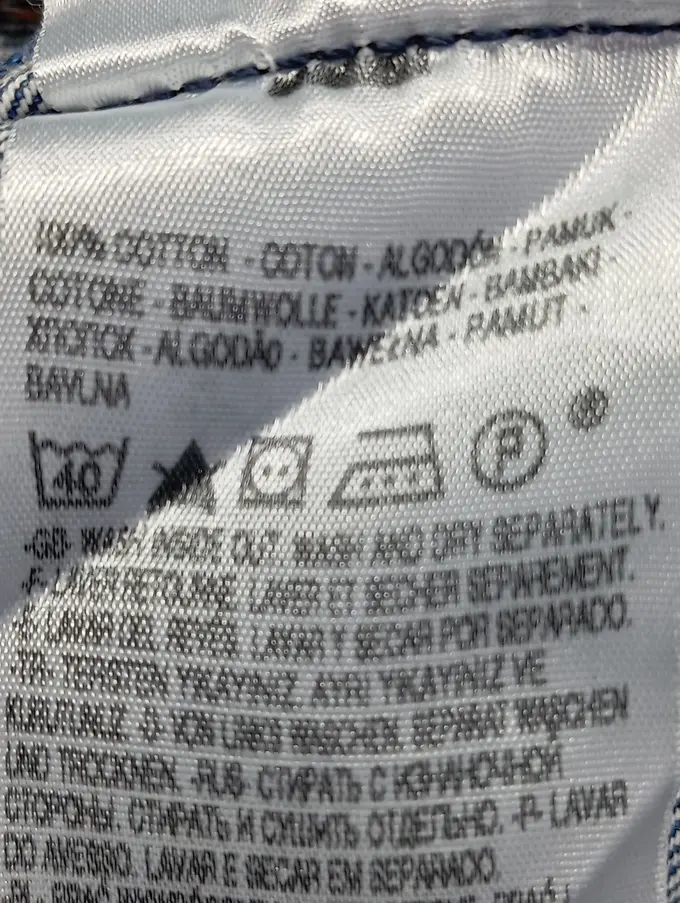 100% COTTON - COTON - ALGODÓN - PAMUK -
COTONE - BAUMWOLLE - KATOEN - BAMBAKI -
ХЛОПОК - ALGODÃO - BAWEŁNA - PAMUT -
BAVLNA
40 P ®
-GB- WASH INSIDE OUT. WASH AND DRY SEPARATELY.
-F- LAVER RETOURNE. LAVER ET SECHER SEPAREMENT.
LAVAR DEL REVES. LAVAR Y SECAR POR SEPARADO.
-TR- TERSTEN YIKAYINIZ. AYRI YIKAYINIZ VE
KURUTUNUZ. -D- VON LINKS WASCHEN. SEPARAT WASCHEN
UND TROCKNEN. -RUS- СТИРАТЬ С ИЗНАНОЧНОЙ
СТОРОНЫ. СТИРАТЬ И СУШИТЬ ОТДЕЛЬНО. -P- LAVAR
DO AVESSO. LAVAR E SECAR EM SEPARADO.